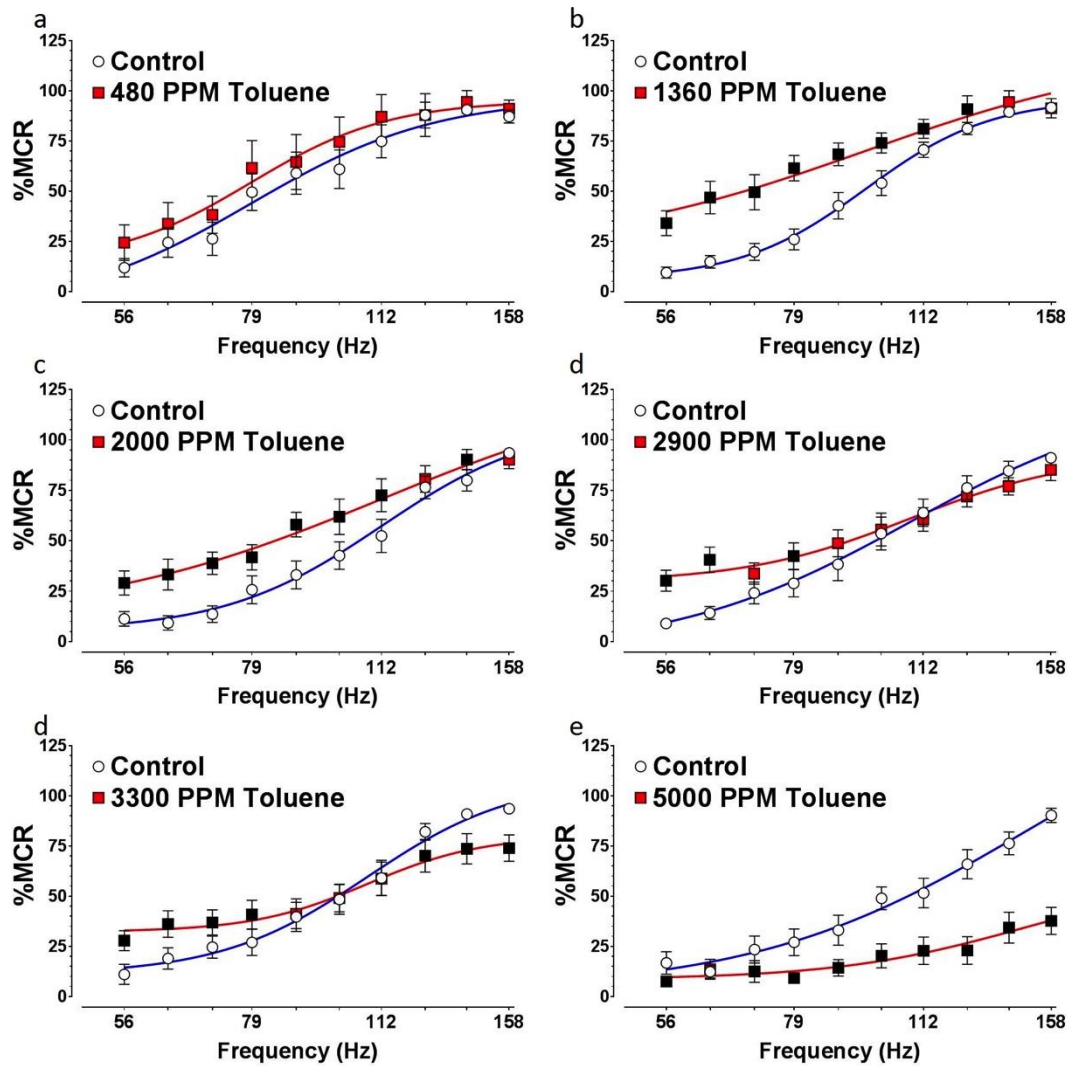 a
125
100
75
50
25
0
%MCR
Control
480 PPM Toluene
56
79
112
158
Frequency (Hz)
b
125
100
75
50
25
0
%MCR
Control
1360 PPM Toluene
56
79
112
158
Frequency (Hz)
c
125
100
75
50
25
0
%MCR
Control
2000 PPM Toluene
56
79
112
158
Frequency (Hz)
d
125
100
75
50
25
0
%MCR
Control
2900 PPM Toluene
56
79
112
158
Frequency (Hz)
d
125
100
75
50
25
0
%MCR
Control
3300 PPM Toluene
56
79
112
158
Frequency (Hz)
e
125
100
75
50
25
0
%MCR
Control
5000 PPM Toluene
56
79
112
158
Frequency (Hz)